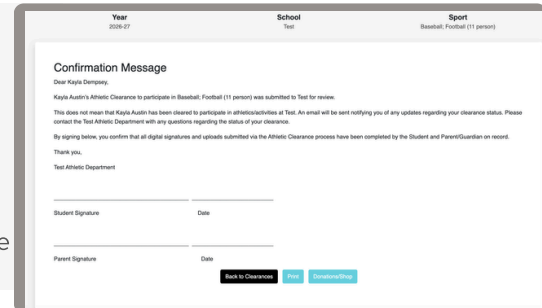 Year School Sport
2026-27 Test Baseball; Football (11 person)
Confirmation Message
Dear Kayla Dempsey,
Kayla Austin's Athletic Clearance to participate in Baseball; Football (11 person) was submitted to Test for review.
This does not mean that Kayla Austin has been cleared to participate in athletics/activities at Test. An email will be sent notifying you of any updates regarding your clearance status. Please
contact the Test Athletic Department with any questions regarding the status of your clearance.
By signing below, you confirm that all digital signatures and uploads submitted via the Athletic Clearance process have been completed by the Student and Parent/Guardian on record.
Thank you,
Test Athletic Department
Student Signature Date
e
Parent Signature Date
Back to Clearances Print Donations/Shop